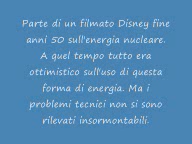 Parte di un filmato Disney fine
anni 50 sull'energia nucleare.
A quel tempo tutto era
ottimistico sull'uso di questa
forma di energia. Ma i
problemi tecnici non si sono
rilevati insormontabili.